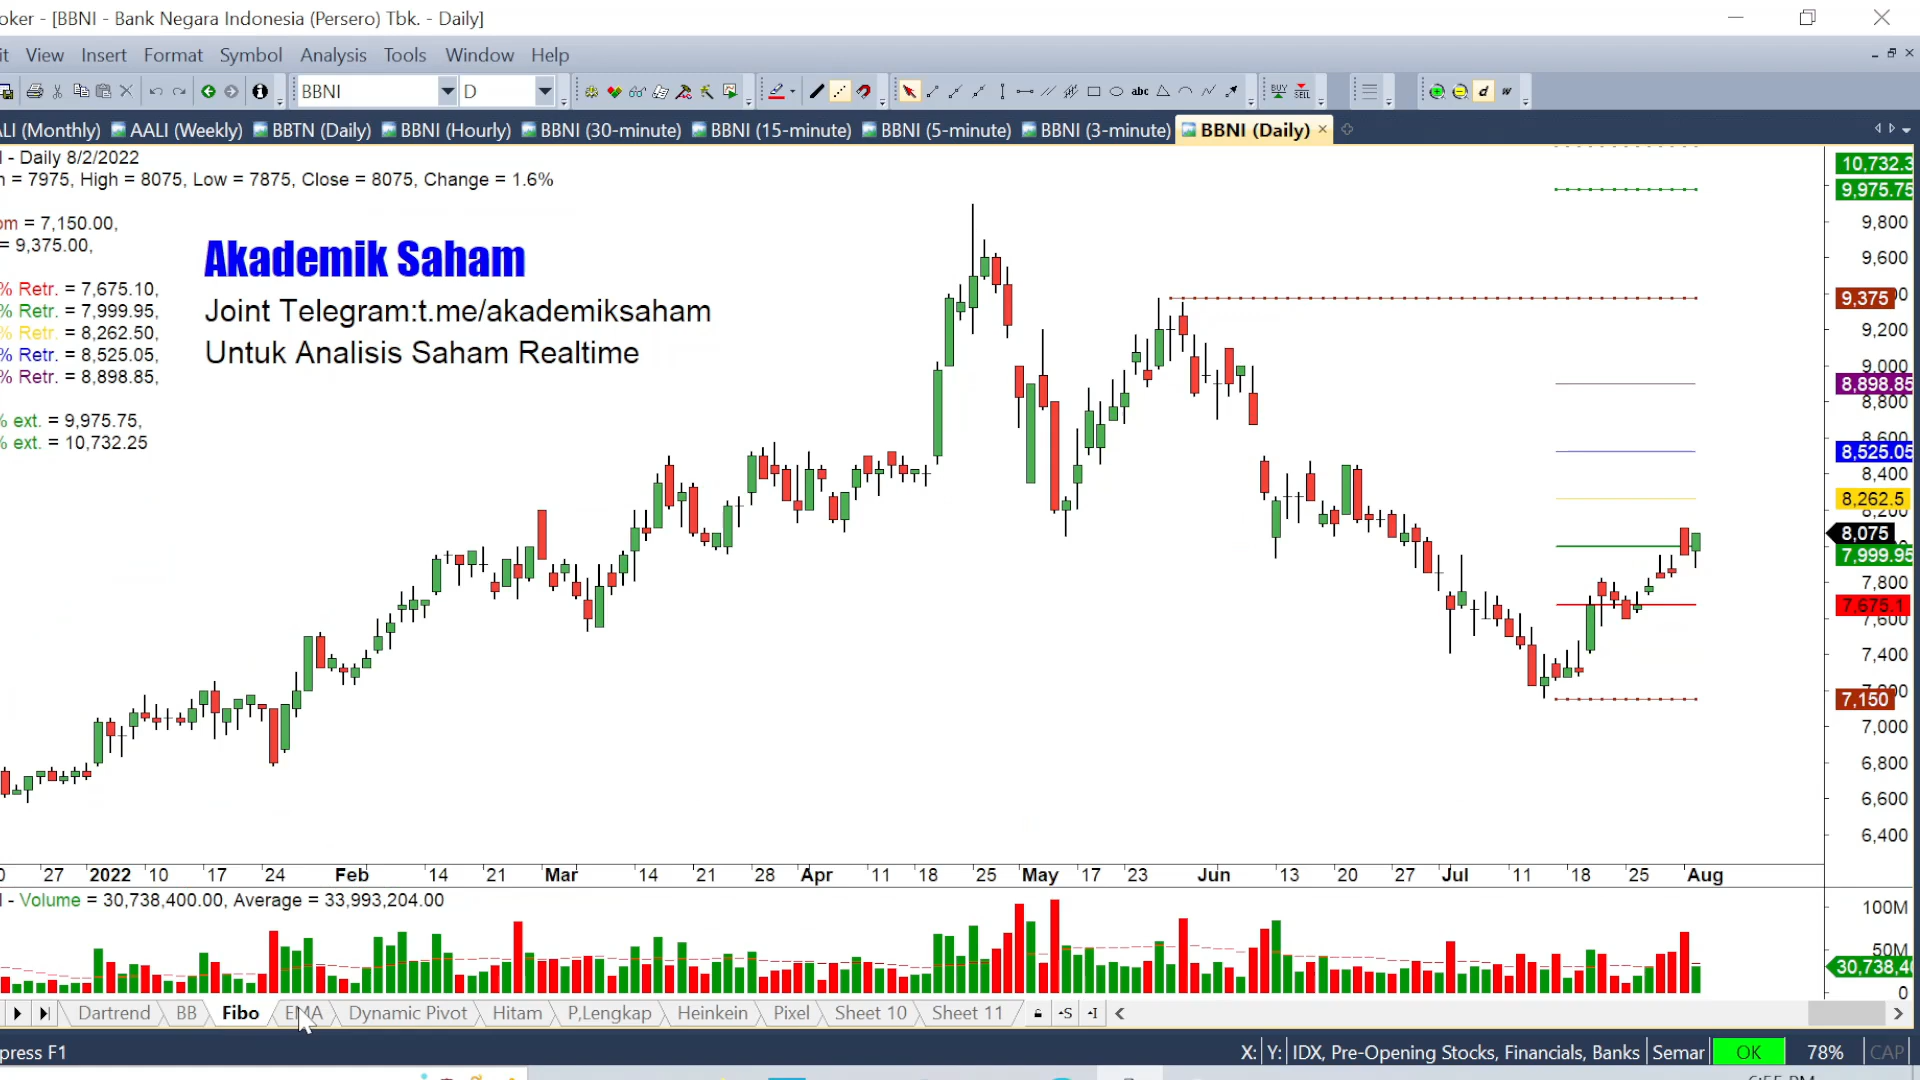 oker - [BBNI - Bank Negara Indonesia (Persero) Tbk. - Daily]
it View Insert Format Symbol Analysis Tools Window Help
BBNI D abc BUY SELL d w
ALI (Monthly) AALI (Weekly) BBTN (Daily) BBNI (Hourly) BBNI (30-minute) BBNI (15-minute) BBNI (5-minute) BBNI (3-minute) BBNI (Daily)
I - Daily 8/2/2022
n = 7975, High = 8075, Low = 7875, Close = 8075, Change = 1.6%
om = 7,150.00,
= 9,375.00,
% Retr. = 7,675.10,
% Retr. = 7,999.95,
% Retr. = 8,262.50,
% Retr. = 8,525.05,
% Retr. = 8,898.85,
% ext. = 9,975.75,
% ext. = 10,732.25
Akademik Saham
Joint Telegram:t.me/akademiksaham
Untuk Analisis Saham Realtime
10,732.3
9,975.75
9,800
9,600
9,375
9,200
9,000
8,898.85
8,800
8,600
8,525.05
8,400
8,262.5
8,200
8,075
7,999.95
7,800
7,675.1
7,600
7,400
7,150
7,000
6,800
6,600
6,400
27 2022 10 17 24 Feb 14 21 Mar 14 21 28 Apr 11 18 25 May 17 23 Jun 13 20 27 Jul 11 18 25 Aug
I - Volume = 30,738,400.00, Average = 33,993,204.00
100M
50M
30,738,40
0
Dartrend BB Fibo EMA Dynamic Pivot Hitam P,Lengkap Heinkein Pixel Sheet 10 Sheet 11
press F1 X: Y: IDX, Pre-Opening Stocks, Financials, Banks Semar OK 78% CAP